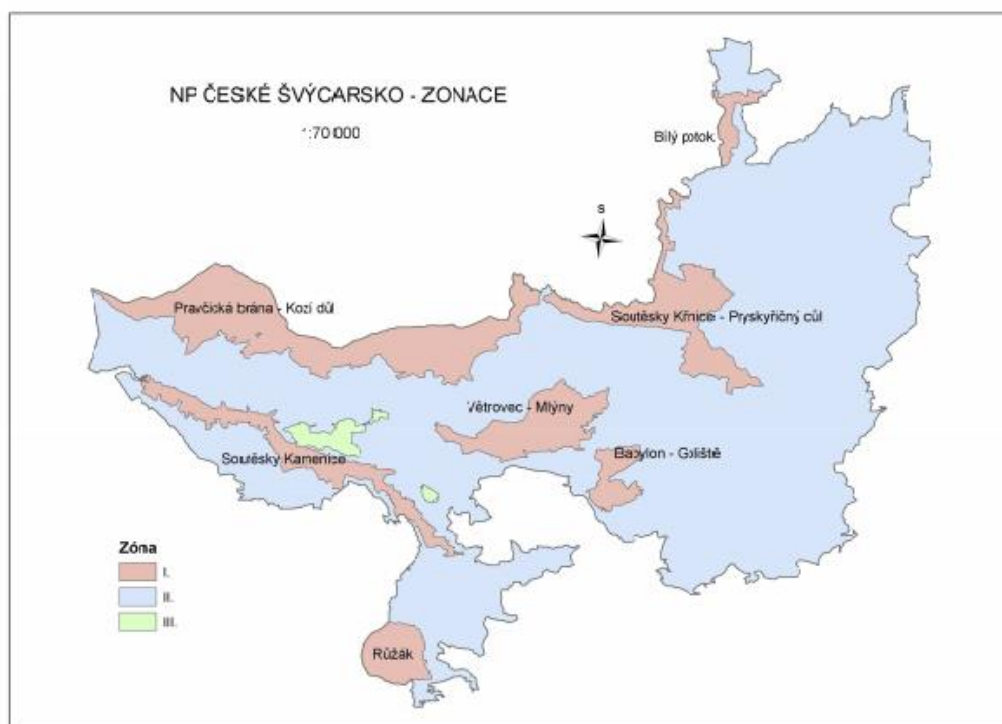 NP ČESKÉ ŠVÝCARSKO - ZONACE
1:70 000
Bílý potok
S
Pravčická brána - Kozí důl
Soutěsky Křinice - Pryskyřičný důl
Větrovec - Mlýny
Babylon - Goliště
Soutěsky Kamenice
Zóna
I.
II.
III.
Růžák